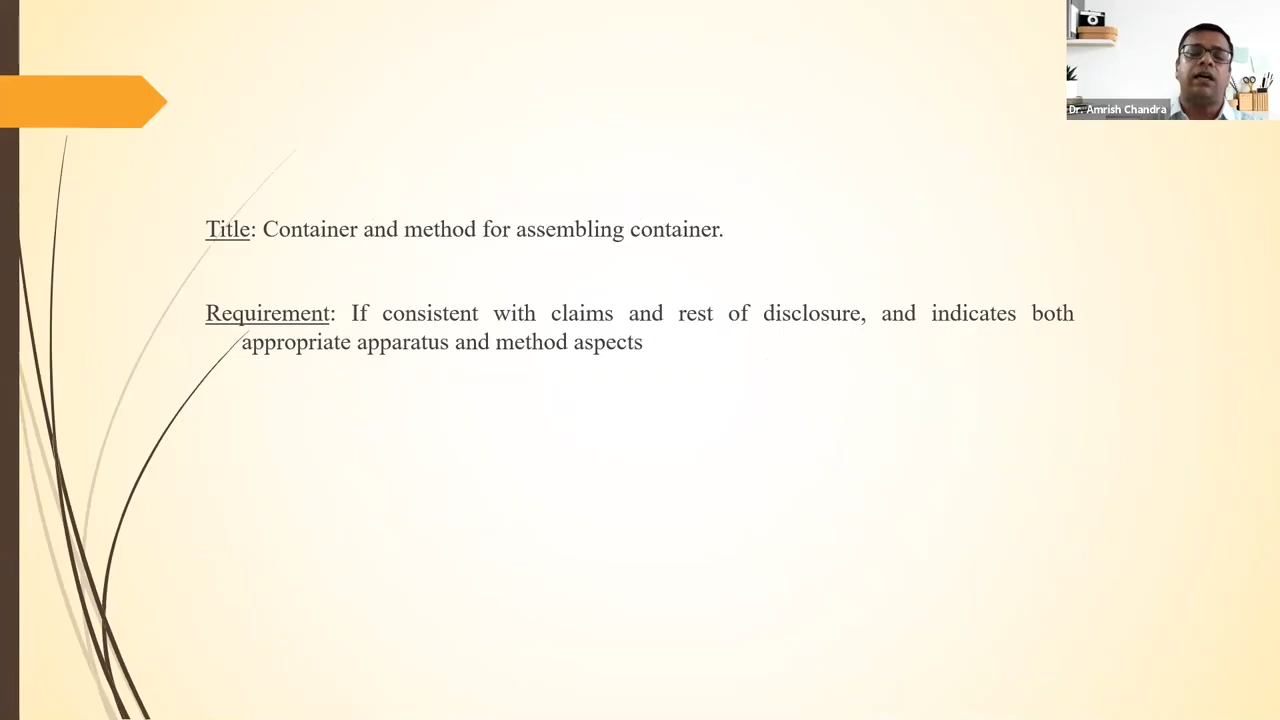 Dr. Amrish Chandra
Title: Container and method for assembling container.
Requirement: If consistent with claims and rest of disclosure, and indicates both
appropriate apparatus and method aspects